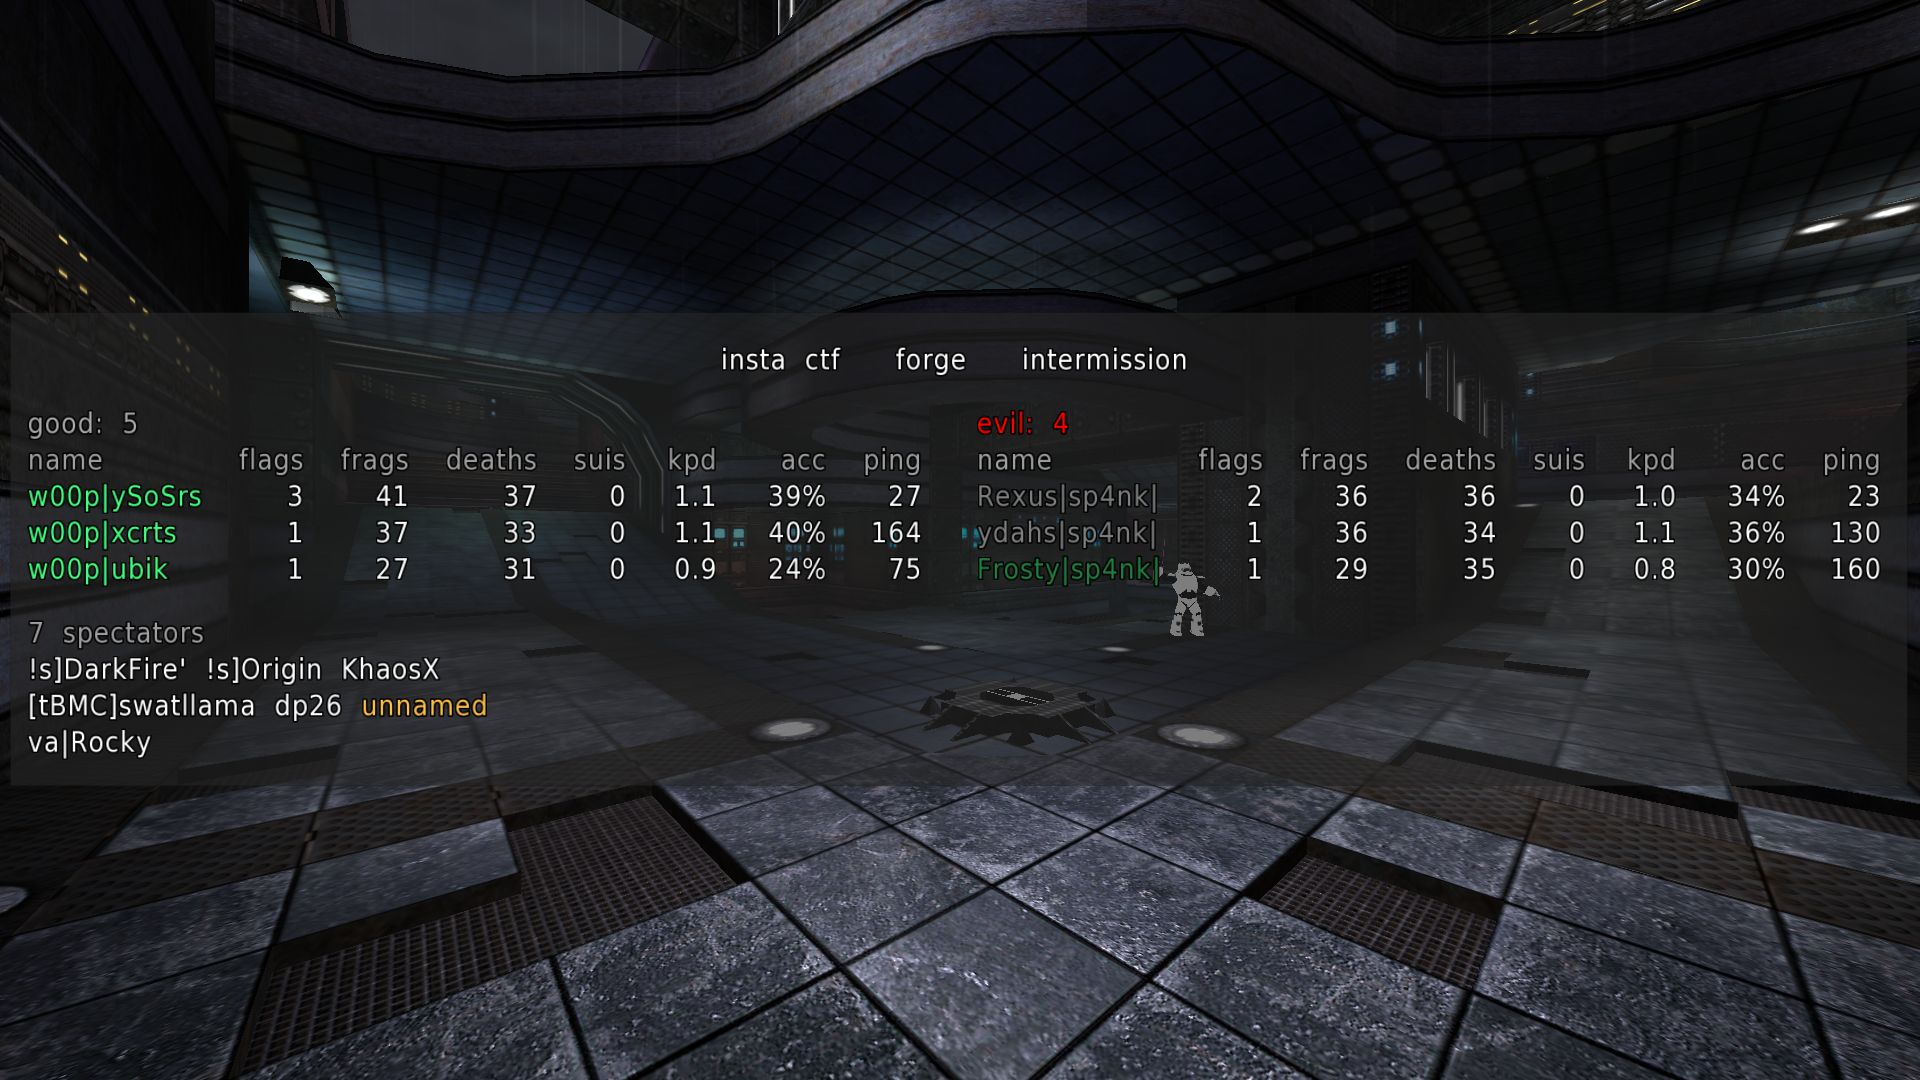 insta ctf forge intermission
good: 5
name flags frags deaths suis kpd acc ping
w00p|ySoSrs 3 41 37 0 1.1 39% 27
w00p|xcrts 1 37 33 0 1.1 40% 164
w00p|ubik 1 27 31 0 0.9 24% 75
evil: 4
name flags frags deaths suis kpd acc ping
Rexus|sp4nk| 2 36 36 0 1.0 34% 23
ydahs|sp4nk| 1 36 34 0 1.1 36% 130
Frosty|sp4nk| 1 29 35 0 0.8 30% 160
7 spectators
!s]DarkFire' !s]Origin KhaosX
[tBMC]swatllama dp26 unnamed
va|Rocky